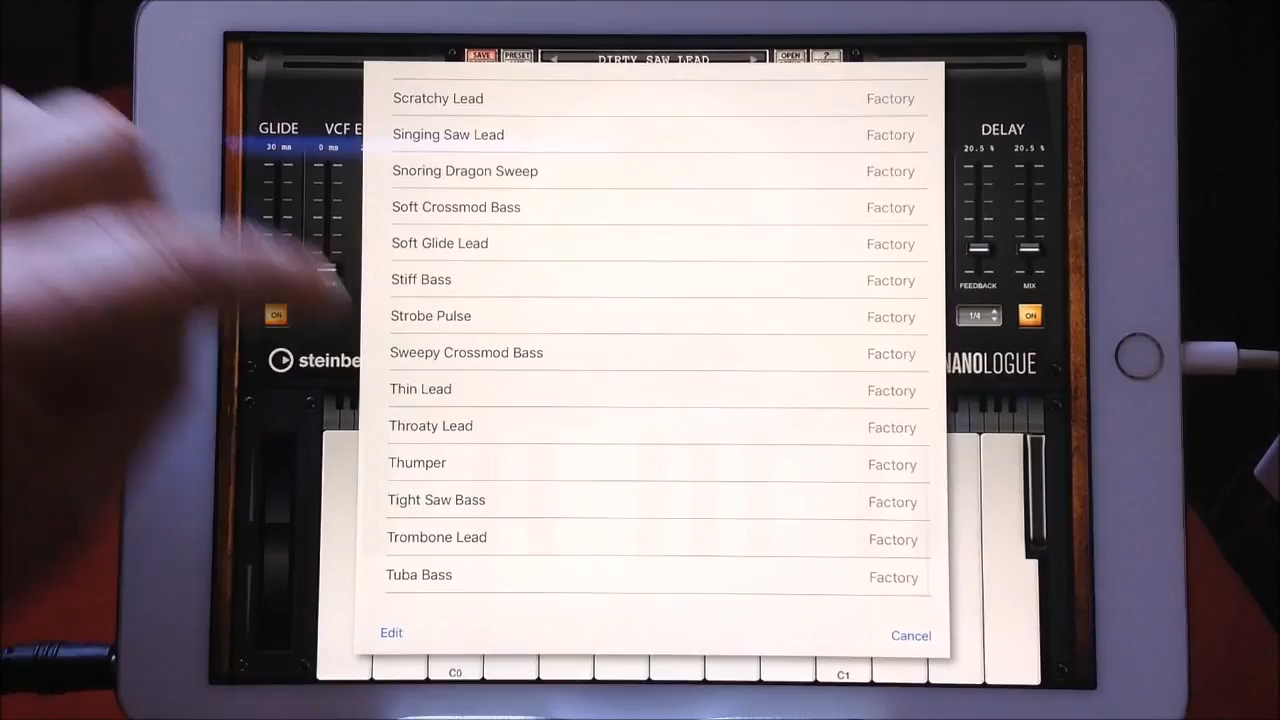 SAVE PRESET OPEN ?
DIRTY SAW LEAD
GLIDE VCF E DELAY
30 ms 0 ms 20.5 % 20.5 %
Scratchy Lead Factory
Singing Saw Lead Factory
Snoring Dragon Sweep Factory
Soft Crossmod Bass Factory
Soft Glide Lead Factory
Stiff Bass Factory
FEEDBACK MIX
ON 1/4 ON
Strobe Pulse Factory
Sweepy Crossmod Bass Factory
steinbe NANOLOGUE
Thin Lead Factory
Throaty Lead Factory
Thumper Factory
Tight Saw Bass Factory
Trombone Lead Factory
Tuba Bass Factory
Edit Cancel
C0 C1